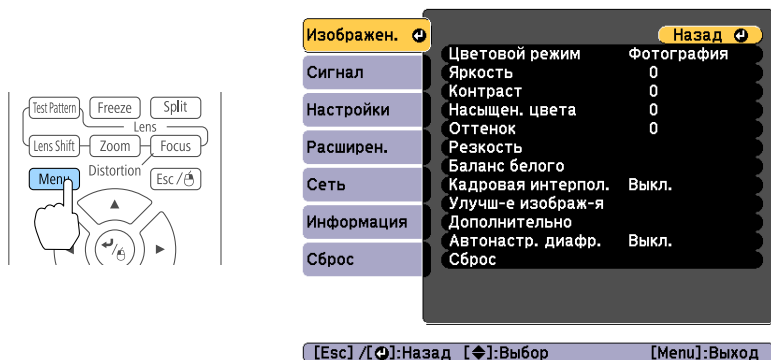 Test Pattern Freeze Split
Lens
Lens Shift Zoom Focus
Distortion
Menu Esc/
Изображен.
Сигнал
Настройки
Расширен.
Сеть
Информация
Сброс
Назад
Цветовой режим Фотография
Яркость 0
Контраст 0
Насыщен. цвета 0
Оттенок 0
Резкость
Баланс белого
Кадровая интерпол. Выкл.
Улучш-е изображ-я
Дополнительно
Автонастр. диафр. Выкл.
Сброс
[Esc] /[ ]:Назад [ ]:Выбор [Menu]:Выход